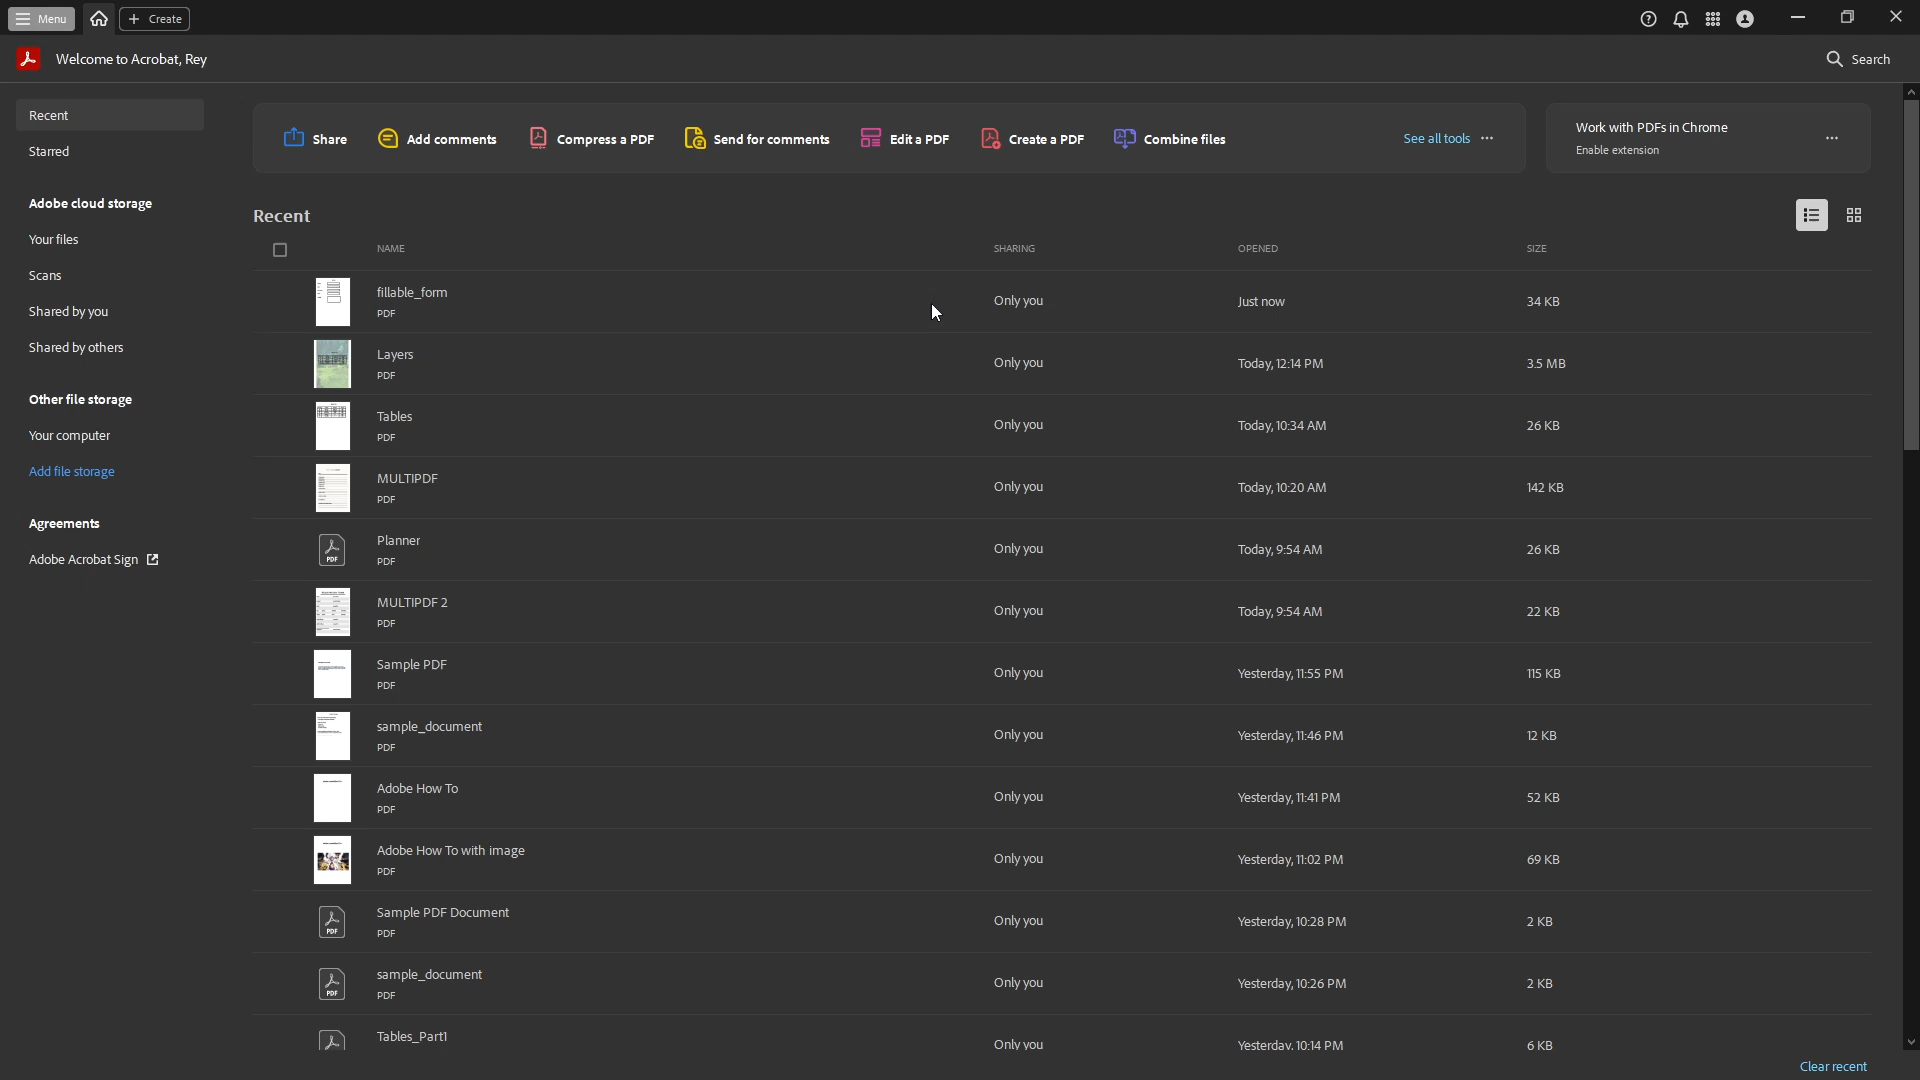 Menu
Create
Welcome to Acrobat, Rey
Search
Recent
Starred
Adobe cloud storage
Your files
Scans
Shared by you
Shared by others
Other file storage
Your computer
Add file storage
Agreements
Adobe Acrobat Sign
Share Add comments Compress a PDF Send for comments Edit a PDF Create a PDF Combine files See all tools
Work with PDFs in Chrome
Enable extension
Recent
NAME SHARING OPENED SIZE
fillable_form
PDF
Only you Just now 34 KB
Layers
PDF
Only you Today, 12:14 PM 3.5 MB
Tables
PDF
Only you Today, 10:34 AM 26 KB
MULTIPDF
PDF
Only you Today, 10:20 AM 142 KB
Planner
PDF
Only you Today, 9:54 AM 26 KB
MULTIPDF 2
PDF
Only you Today, 9:54 AM 22 KB
Sample PDF
PDF
Only you Yesterday, 11:55 PM 115 KB
sample_document
PDF
Only you Yesterday, 11:46 PM 12 KB
Adobe How To
PDF
Only you Yesterday, 11:41 PM 52 KB
Adobe How To with image
PDF
Only you Yesterday, 11:02 PM 69 KB
Sample PDF Document
PDF
Only you Yesterday, 10:28 PM 2 KB
sample_document
PDF
Only you Yesterday, 10:26 PM 2 KB
Tables_Part1
Only you Yesterday, 10:14 PM 6 KB
Clear recent